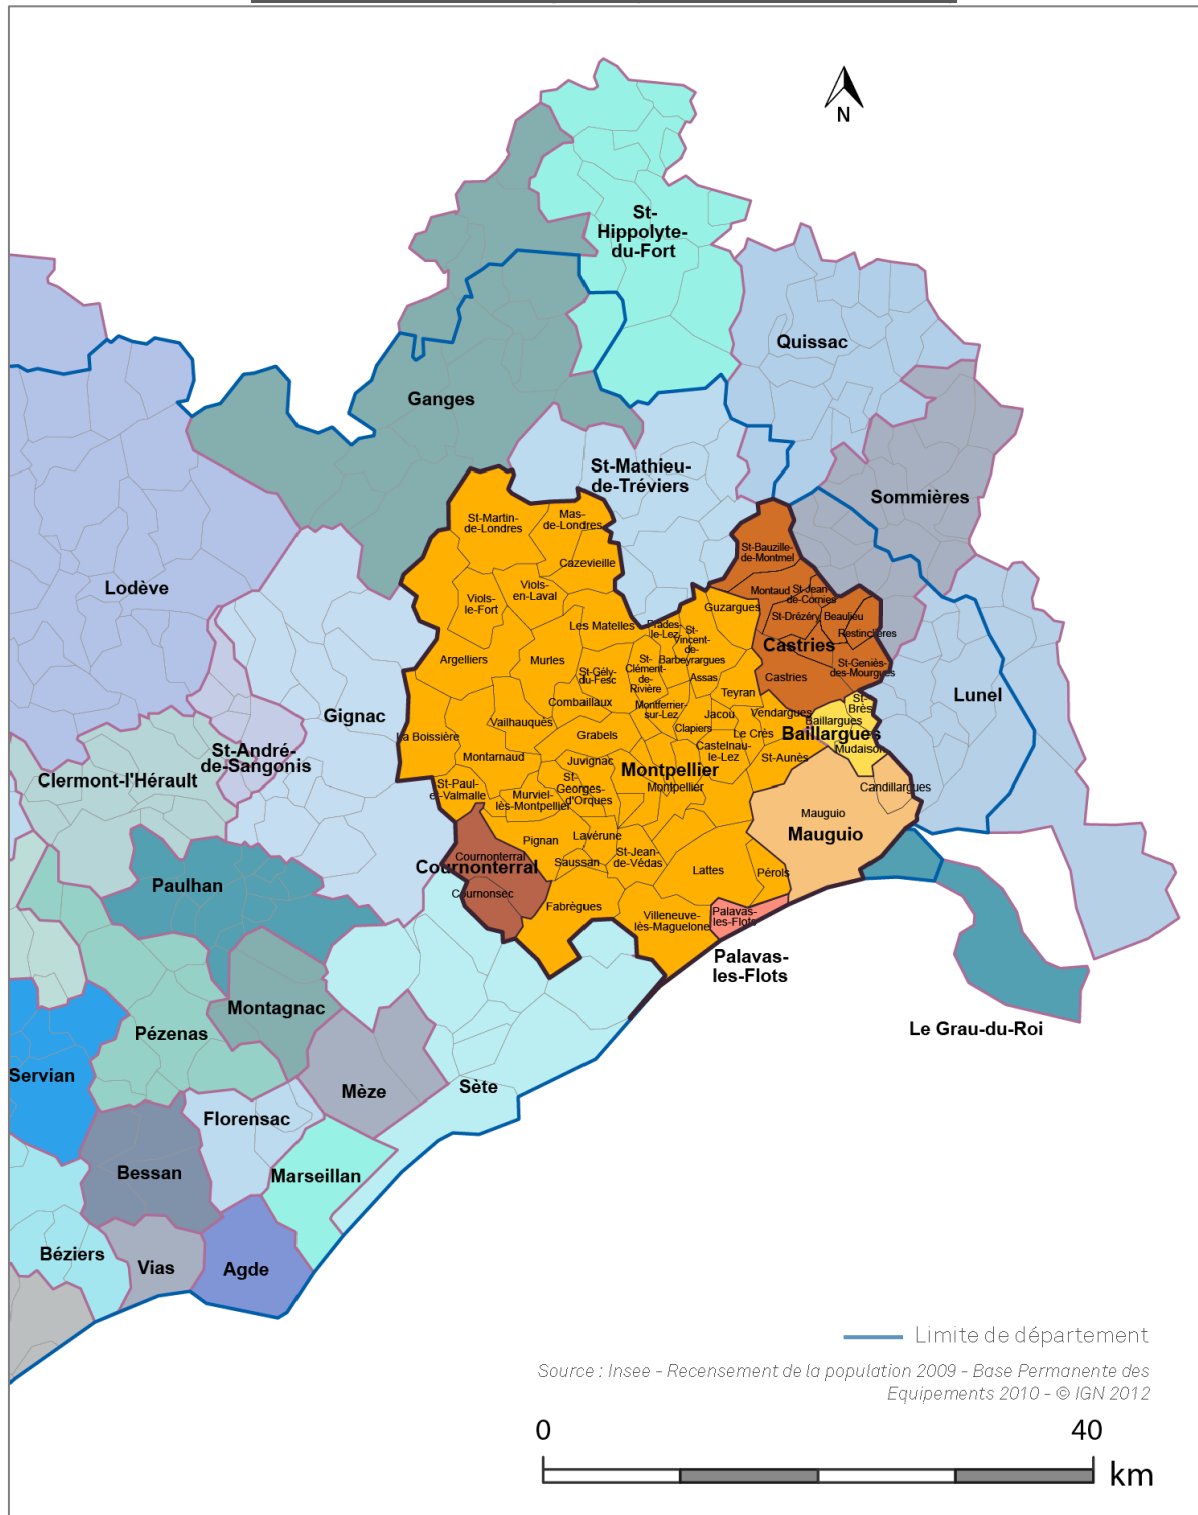 N
St-
Hippolyte-
du-Fort
Quissac
Ganges
St-Mathieu-
de-Tréviers
Sommières
St-Martin-
de-Londres
Mas-
de-Londres
St-Bauzille-
de-Montmel
Cazevieille
Lodève
Viols-
en-Laval
Viols-
le-Fort
Montaud
St-Jean-
de-Cornies
Guzargues
St-Drézéry
Beaulieu
Les Matelles
Prades-
le-Lez
St-
Vincent-
de-
Barbeyrargues
Restinclières
Castries
Argelliers
Murles
St-Gély-
du-Fesc
St-
Clément-
de-
Rivière
Assas
Castries
St-Geniès-
des-Mourgues
Teyran
Lunel
Combaillaux
Montferrier-
sur-Lez
Jacou
Vendargues
St-
Brès
Gignac
Vailhauquès
Clapiers
Baillargues
La Boissière
Grabels
Le Crès
Baillargues
St-André-
de-Sangonis
Montarnaud
Juvignac
Castelnau-
le-Lez
St-Aunès
Mudaison
Clermont-l'Hérault
Montpellier
Montpellier
St-Paul-
et-Valmalle
Murviel-
lès-Montpellier
St-
Georges-
d'Orques
Candillargues
Mauguio
Mauguio
Pignan
Lavérune
Cournonterral
Cournonterral
Saussan
St-Jean-
de-Védas
Lattes
Pérols
Paulhan
Cournonsec
Fabrègues
Villeneuve-
lès-Maguelone
Palavas-
les-Flots
Palavas-
les-Flots
Montagnac
Pézenas
Le Grau-du-Roi
Servian
Mèze
Sète
Florensac
Bessan
Marseillan
Béziers
Vias
Agde
Limite de département
Source : Insee - Recensement de la population 2009 - Base Permanente des
Equipements 2010 - © IGN 2012
0
40
km